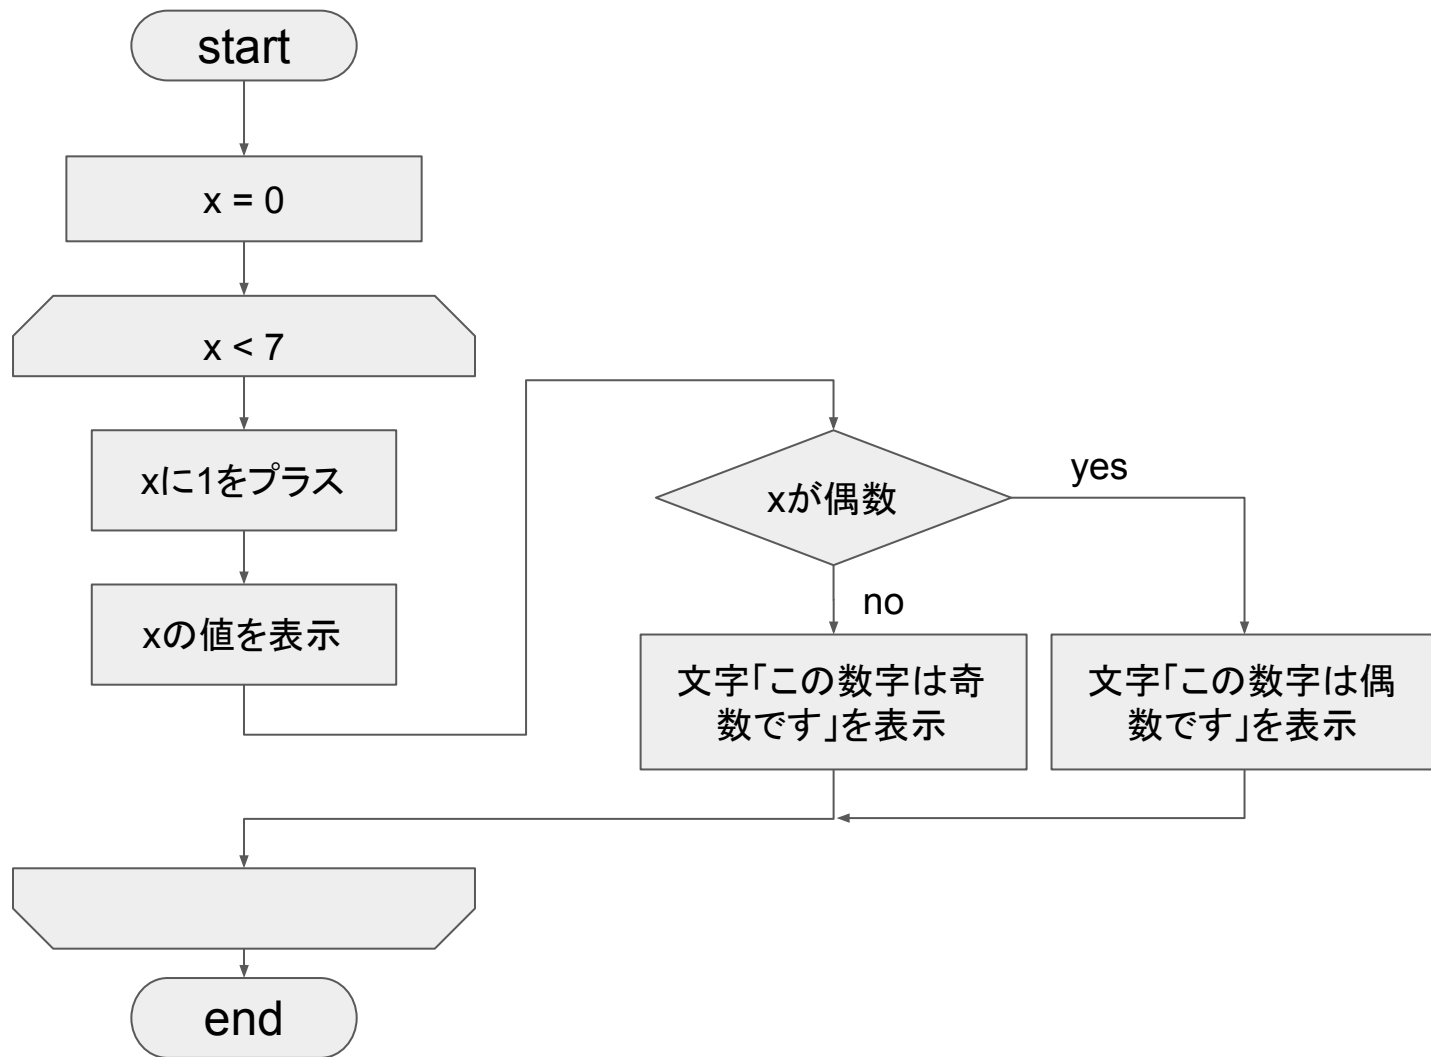 start
x = 0
x < 7
xに1をプラス
xの値を表示
xが偶数
yes
no
文字「この数字は奇
数です」を表示
文字「この数字は偶
数です」を表示
end